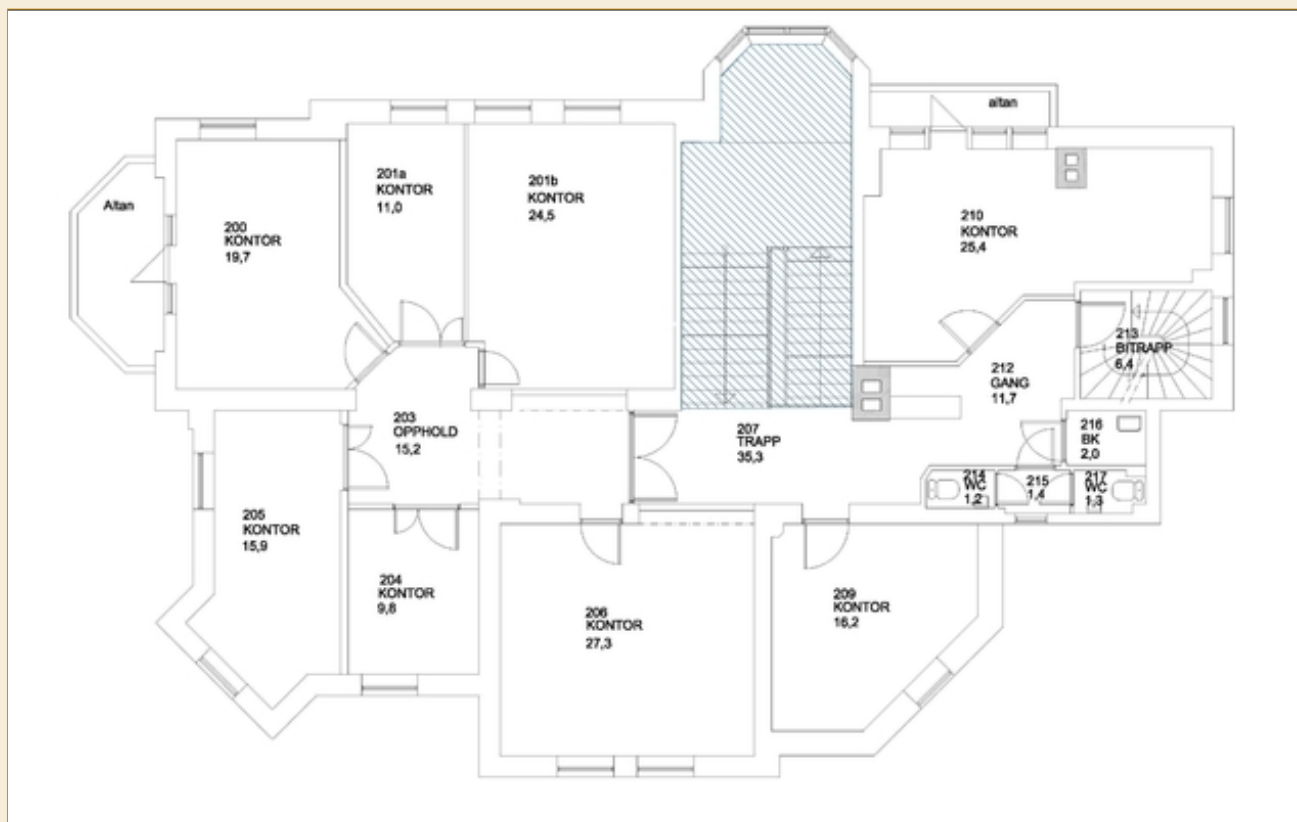 altan
Altan
200
KONTOR
19,7
201a
KONTOR
11,0
201b
KONTOR
24,5
210
KONTOR
25,4
213
BITRAPP
6,4
212
GANG
11,7
203
OPPHOLD
15,2
207
TRAPP
35,3
216
BK
2,0
214
WC
1,2
215
1,4
217
WC
1,3
205
KONTOR
15,9
204
KONTOR
9,8
206
KONTOR
27,3
209
KONTOR
16,2